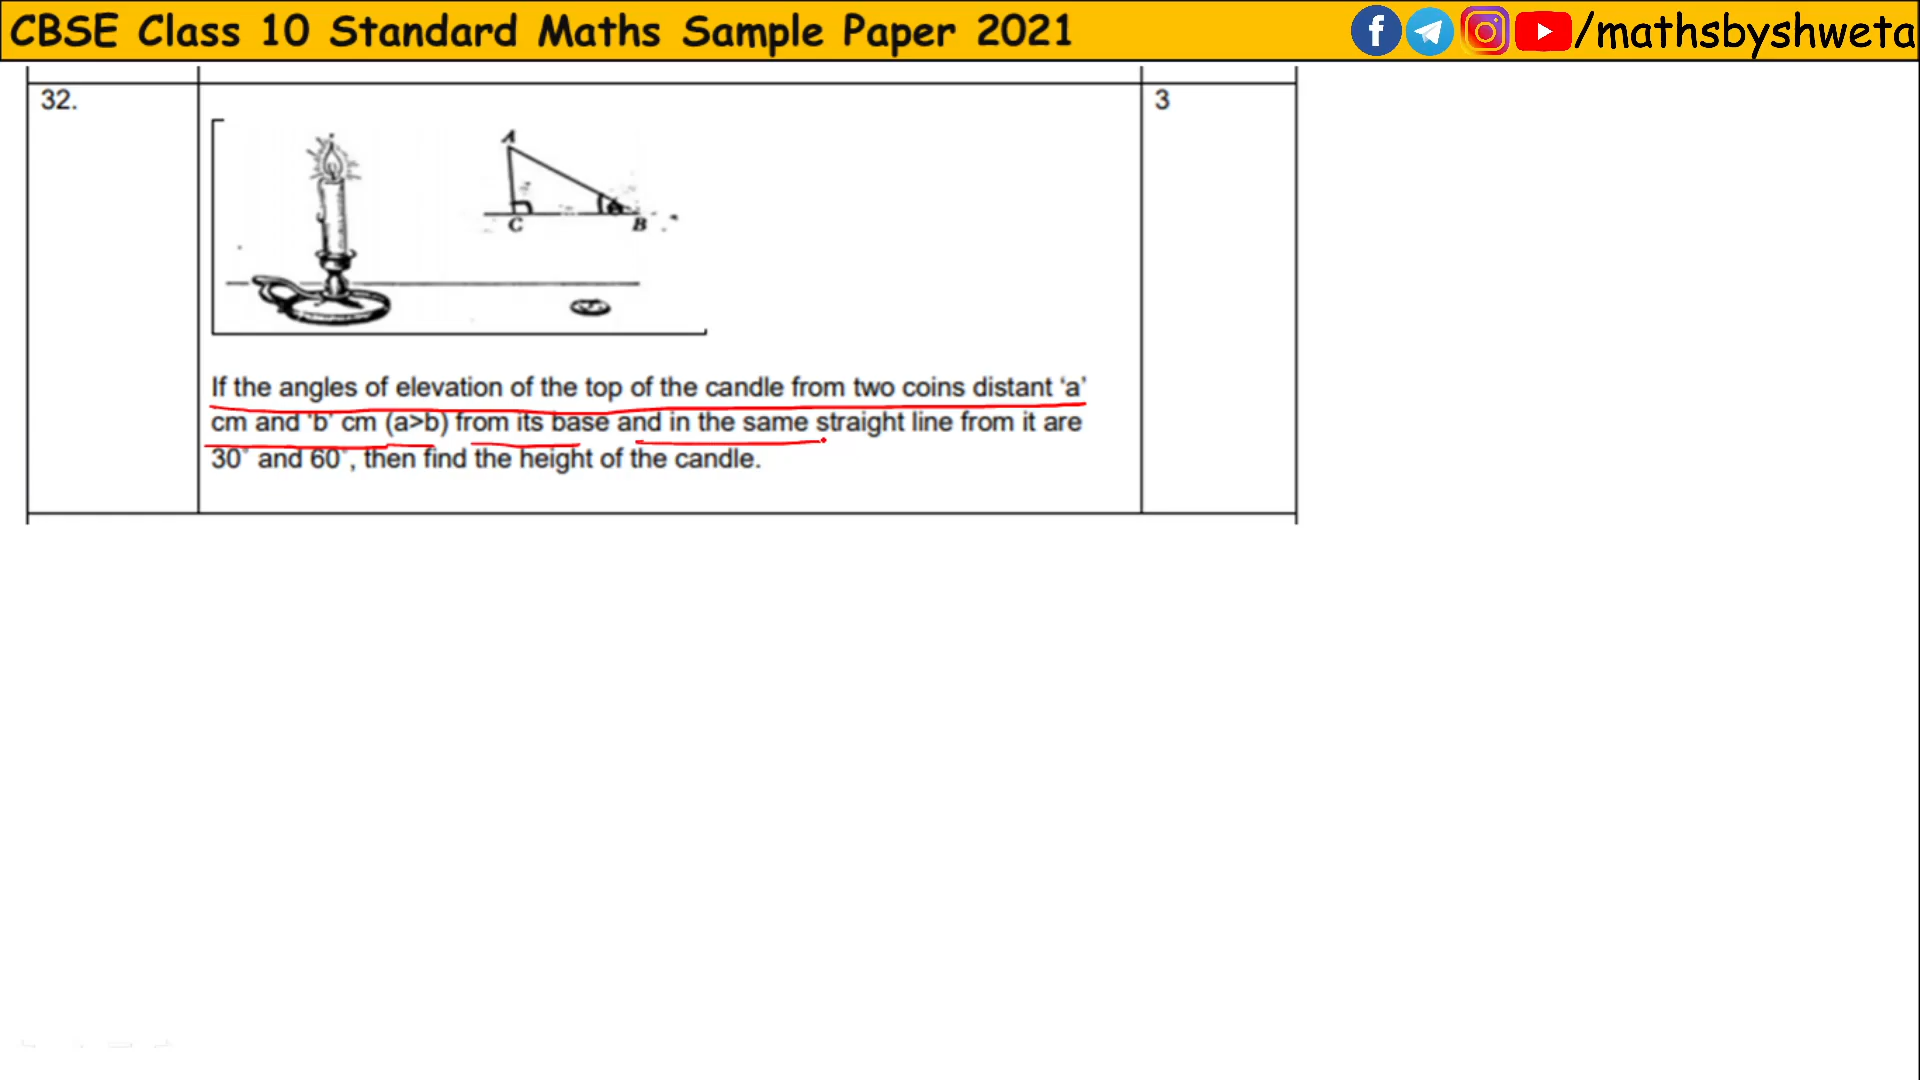 CBSE Class 10 Standard Maths Sample Paper 2021
/mathsbyshweta
32.
3
A
C
B
If the angles of elevation of the top of the candle from two coins distant ‘a’
cm and ‘b’ cm (a>b) from its base and in the same straight line from it are
30˚ and 60˚, then find the height of the candle.